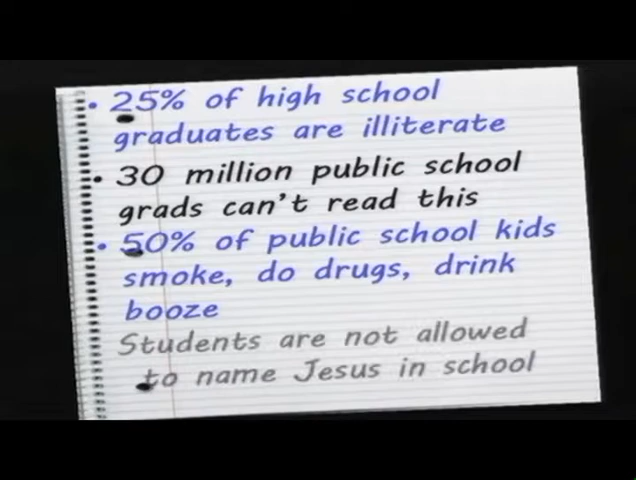 • 25% of high school
graduates are illiterate
• 30 million public school
grads can't read this
• 50% of public school kids
smoke, do drugs, drink
booze
Students are not allowed
to name Jesus in school